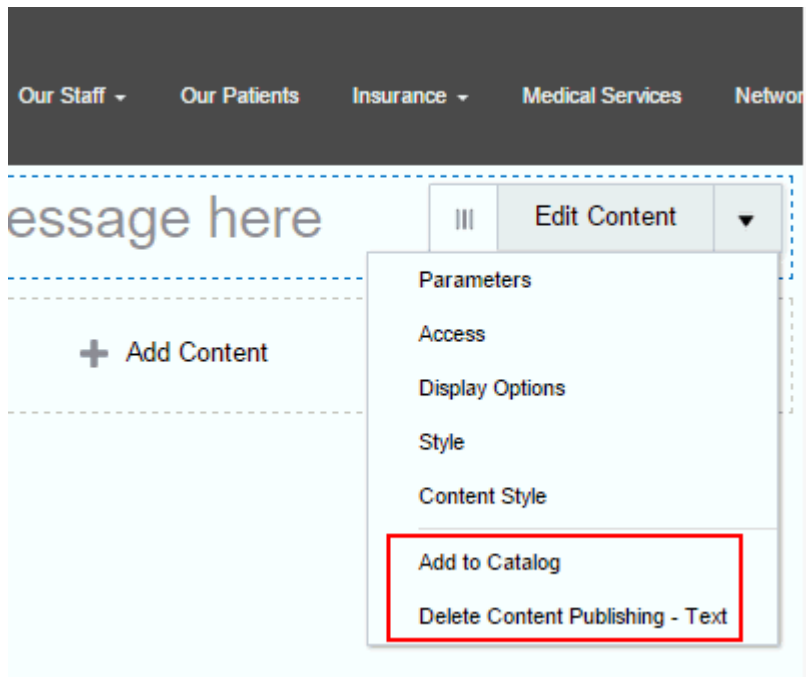 Our Staff Our Patients Insurance Medical Services Networ
essage here
Edit Content
Parameters
Add Content
Access
Display Options
Style
Content Style
Add to Catalog
Delete Content Publishing - Text